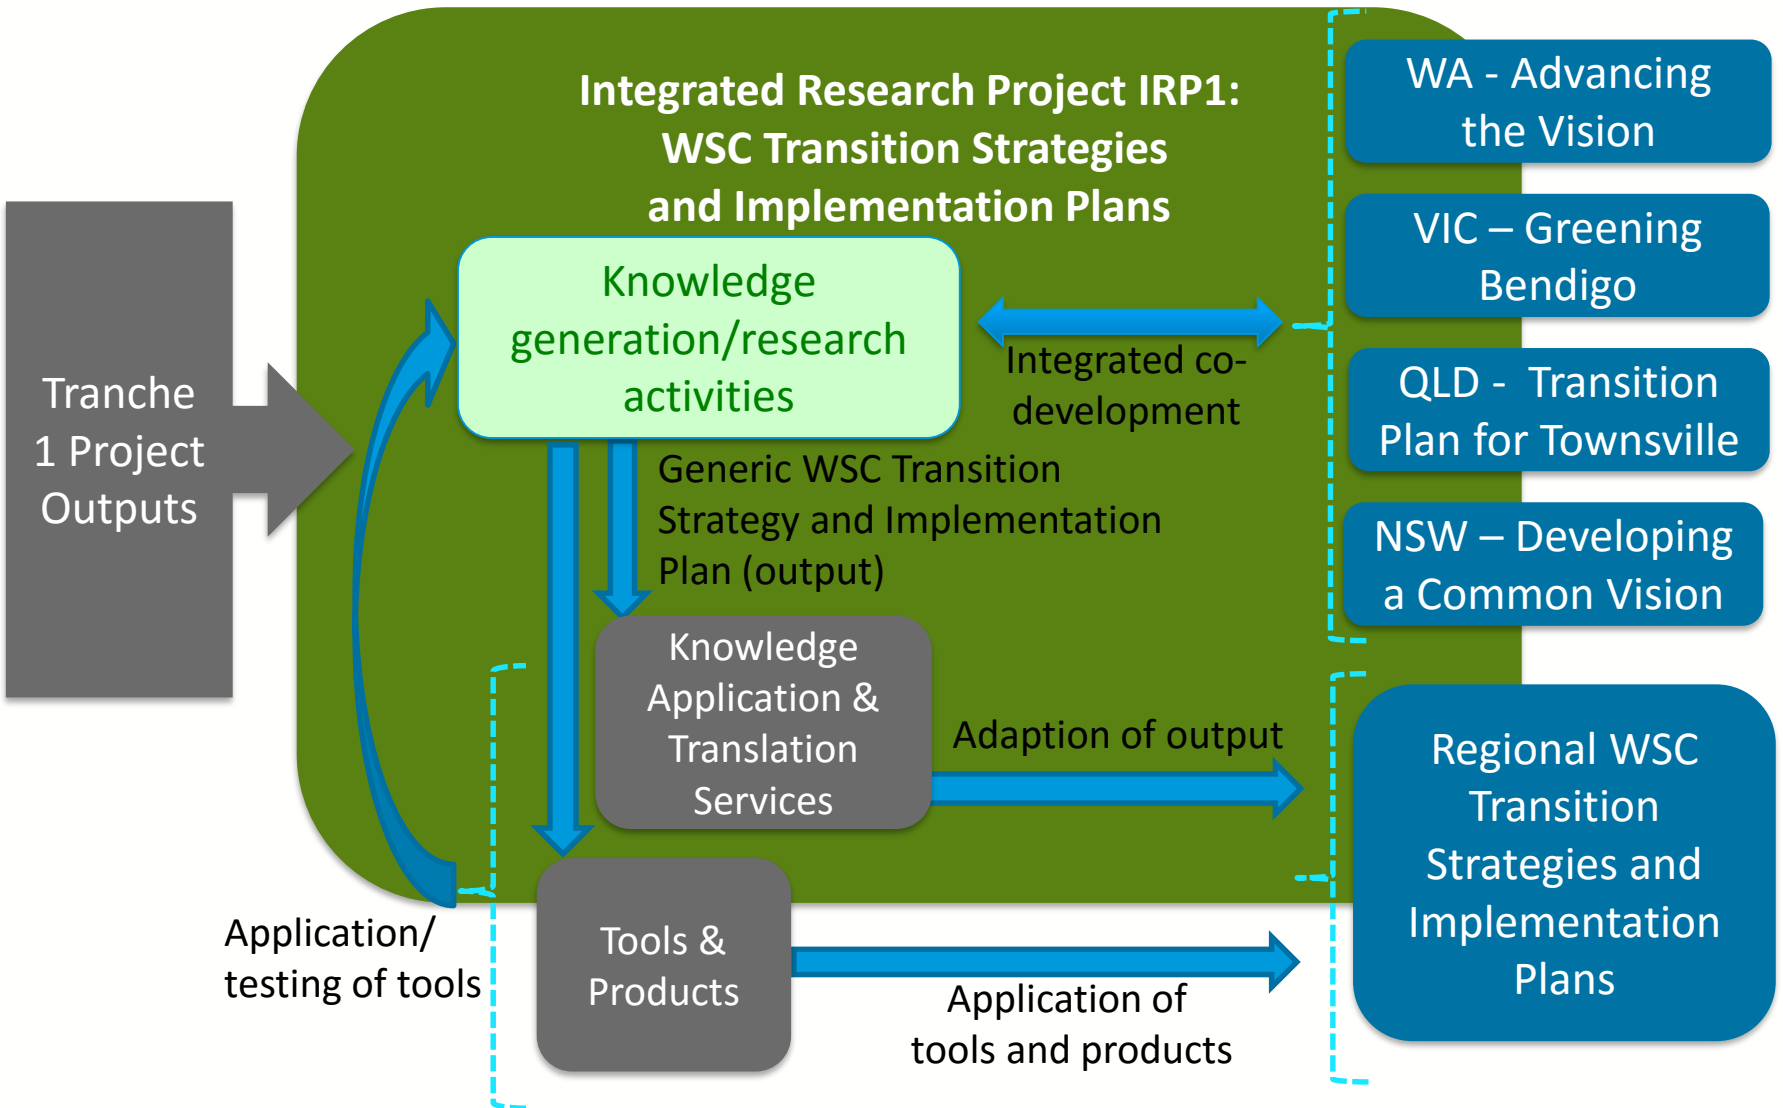 Integrated Research Project IRP1:
WSC Transition Strategies
and Implementation Plans
WA - Advancing
the Vision
VIC – Greening
Bendigo
QLD - Transition
Plan for Townsville
NSW – Developing
a Common Vision
Tranche
1 Project
Outputs
Knowledge
generation/research
activities
Integrated co-
development
Generic WSC Transition
Strategy and Implementation
Plan (output)
Knowledge
Application &
Translation
Services
Adaption of output
Regional WSC
Transition
Strategies and
Implementation
Plans
Application/
testing of tools
Tools &
Products
Application of
tools and products